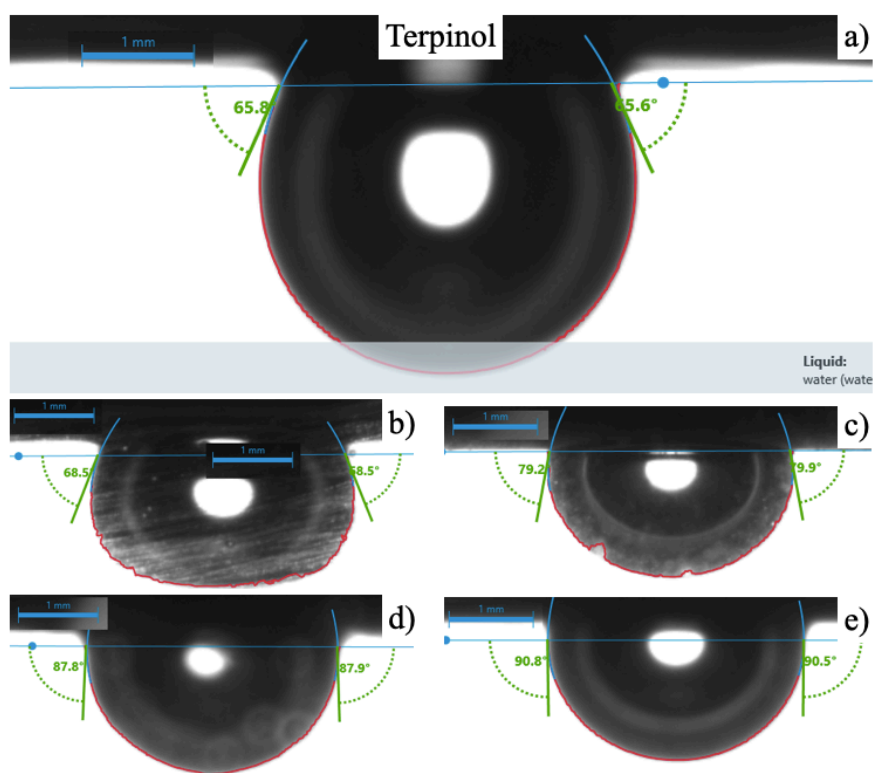 1 mm
Terpinol
a)
65.8
65.6°
Liquid:
water (wate
1 mm
b)
1 mm
68.5
68.5°
1 mm
c)
79.2
79.9°
1 mm
d)
87.8°
87.9°
e)
1 mm
90.8°
90.5°